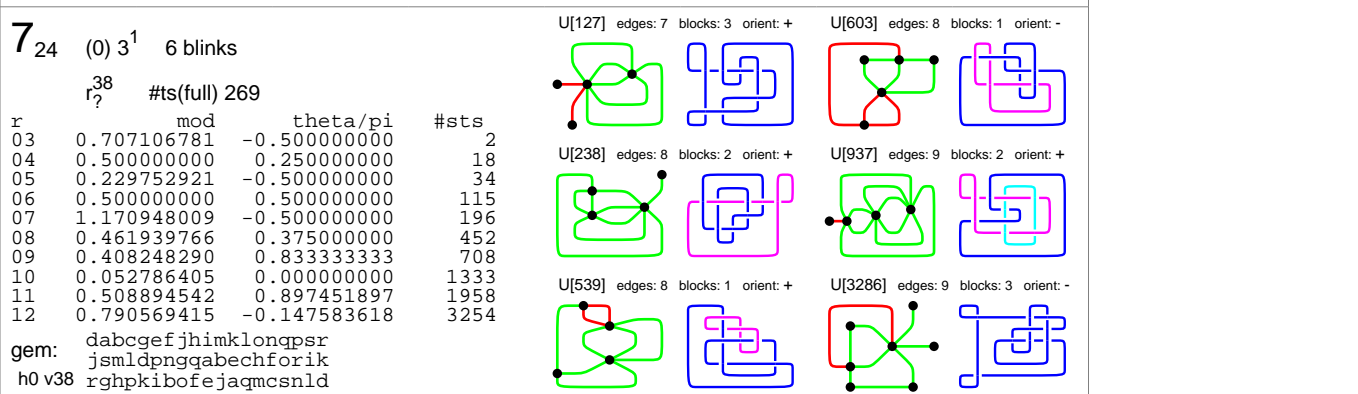 7₂₄ (0) 3¹ 6 blinks
r³⁸? #ts(full) 269
r mod theta/pi #sts
03 0.707106781 -0.500000000 2
04 0.500000000 0.250000000 18
05 0.229752921 -0.500000000 34
06 0.500000000 0.500000000 115
07 1.170948009 -0.500000000 196
08 0.461939766 0.375000000 452
09 0.408248290 0.833333333 708
10 0.052786405 0.000000000 1333
11 0.508894542 0.897451897 1958
12 0.790569415 -0.147583618 3254
gem: dabcgefjhimklonqpsr
jsmldpngqabechforik
h0 v38 rghpkibofejaqmcsnld
U[127] edges: 7 blocks: 3 orient: +
U[603] edges: 8 blocks: 1 orient: -
U[238] edges: 8 blocks: 2 orient: +
U[937] edges: 9 blocks: 2 orient: +
U[539] edges: 8 blocks: 1 orient: +
U[3286] edges: 9 blocks: 3 orient: -